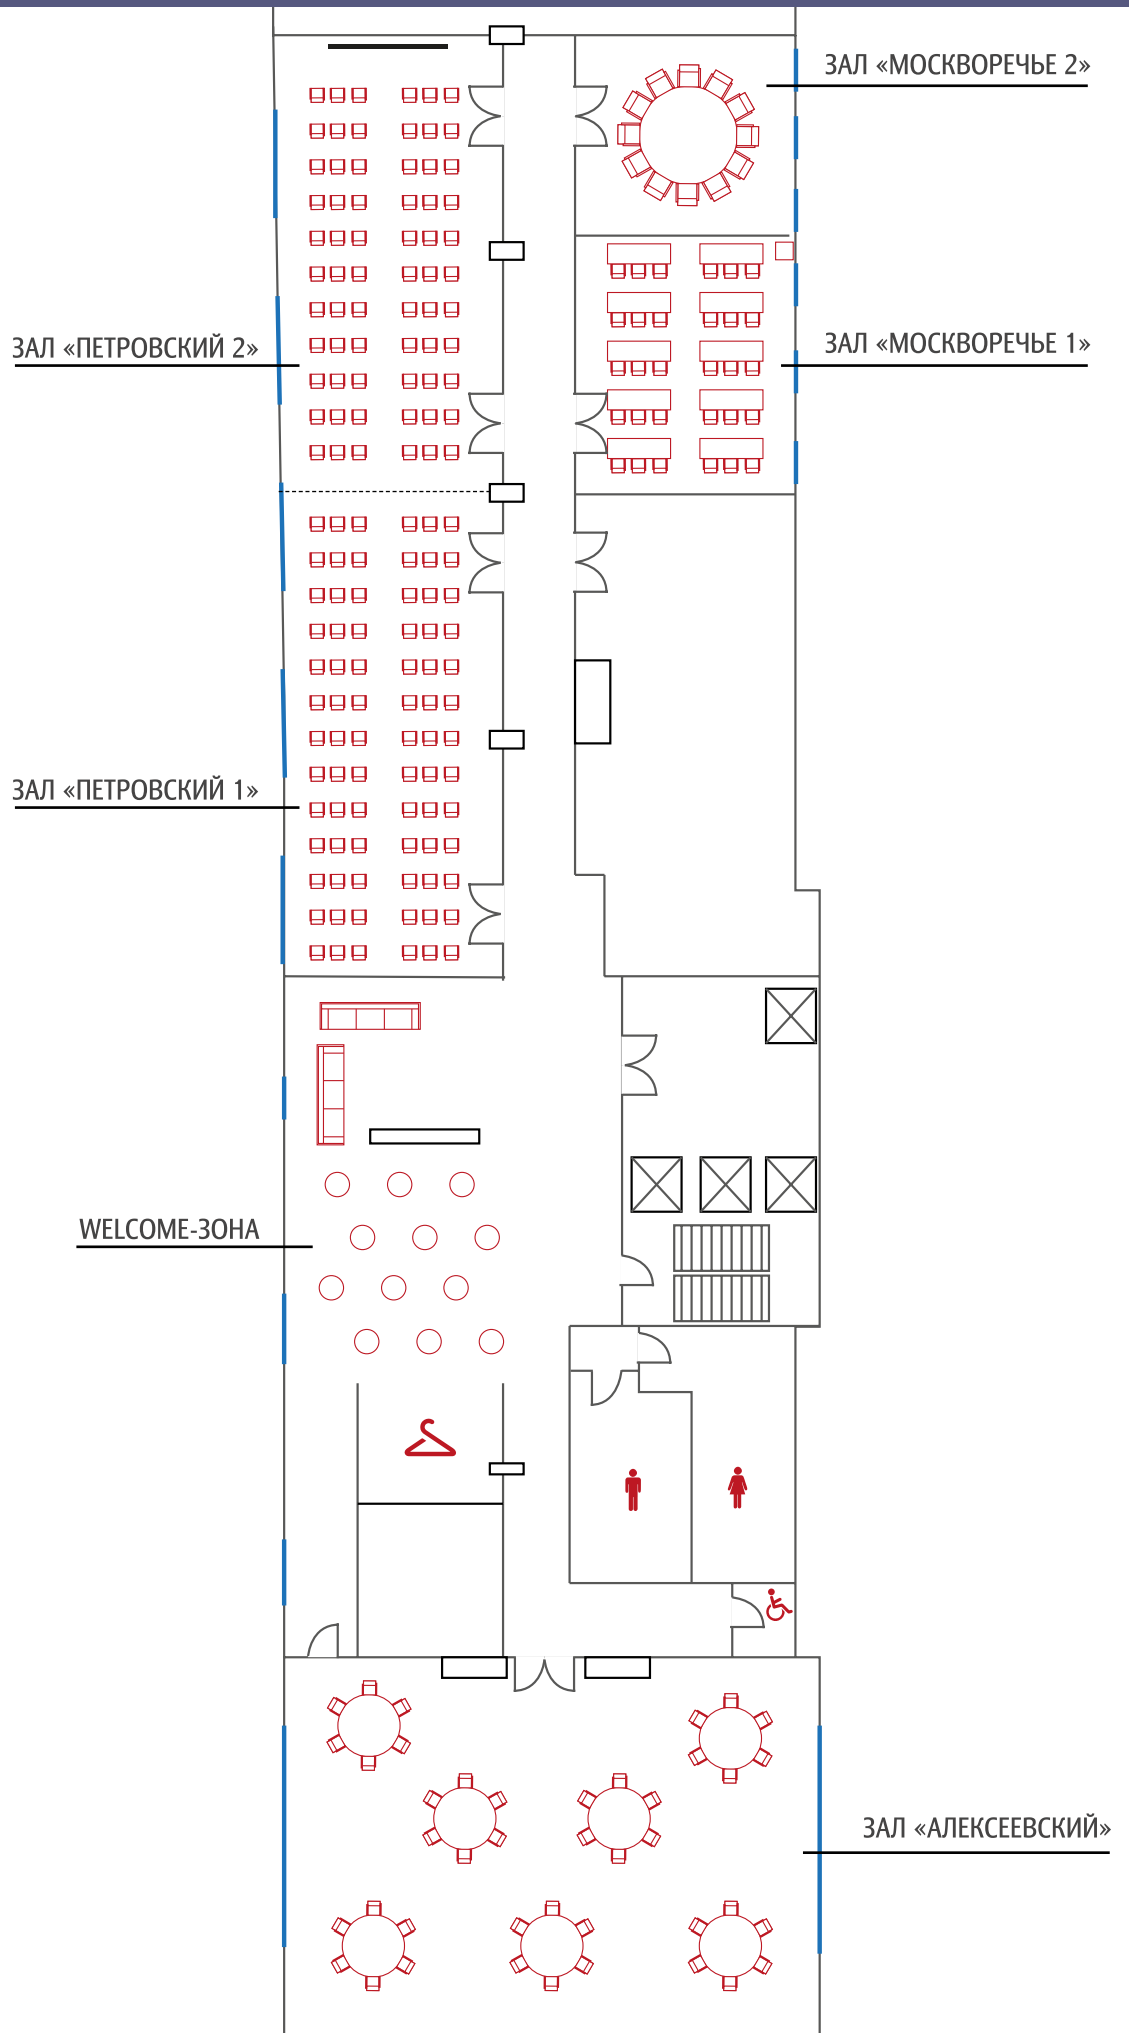 ЗАЛ «МОСКВОРЕЧЬЕ 2»
ЗАЛ «ПЕТРОВСКИЙ 2»
ЗАЛ «МОСКВОРЕЧЬЕ 1»
ЗАЛ «ПЕТРОВСКИЙ 1»
WELCOME-ЗОНА
ЗАЛ «АЛЕКСЕЕВСКИЙ»